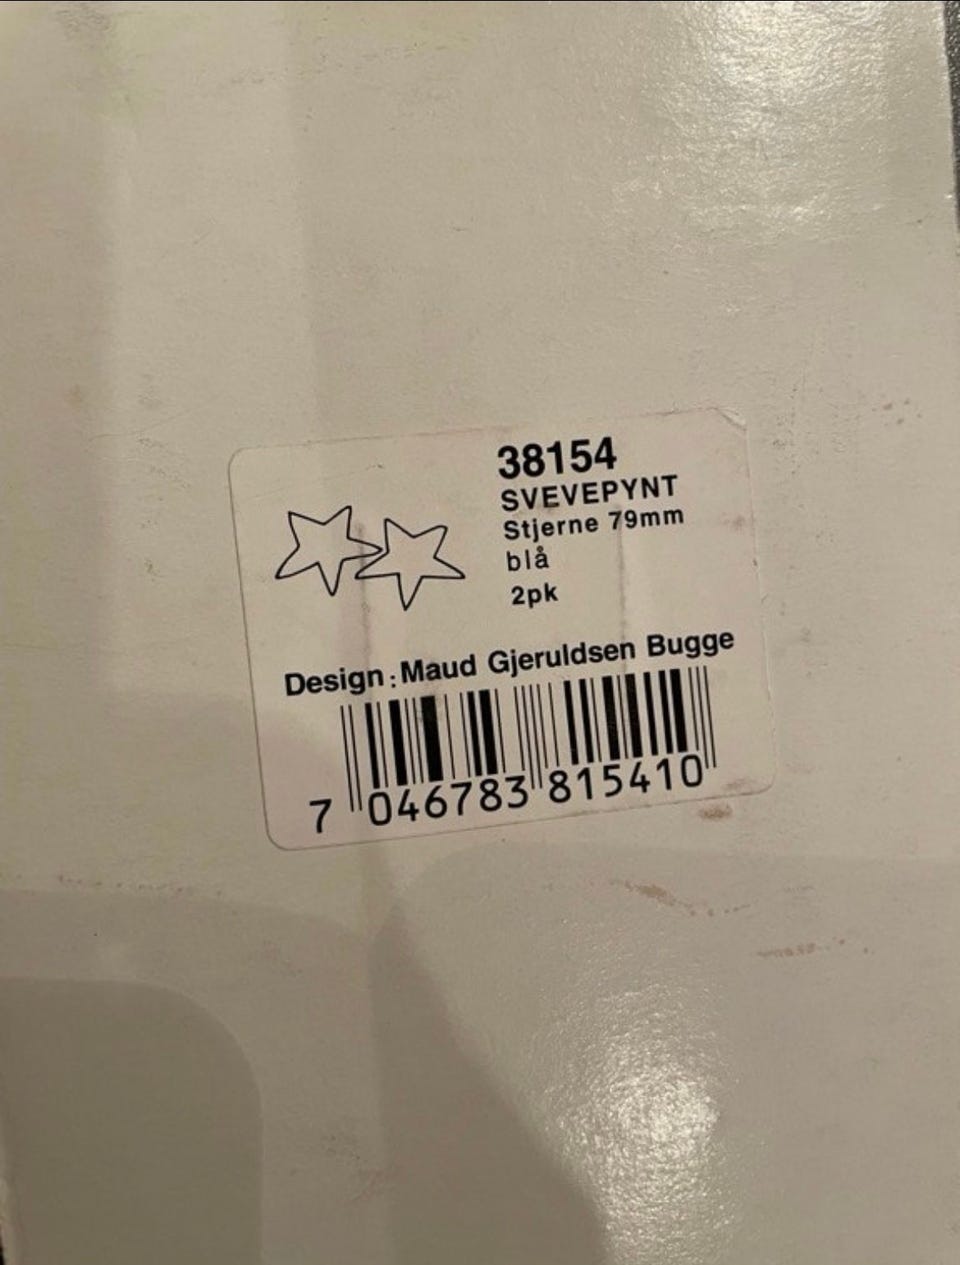 38154
SVEVEPYNT
Stjerne 79mm
blå
2pk
Design: Maud Gjeruldsen Bugge
7 046783 815410